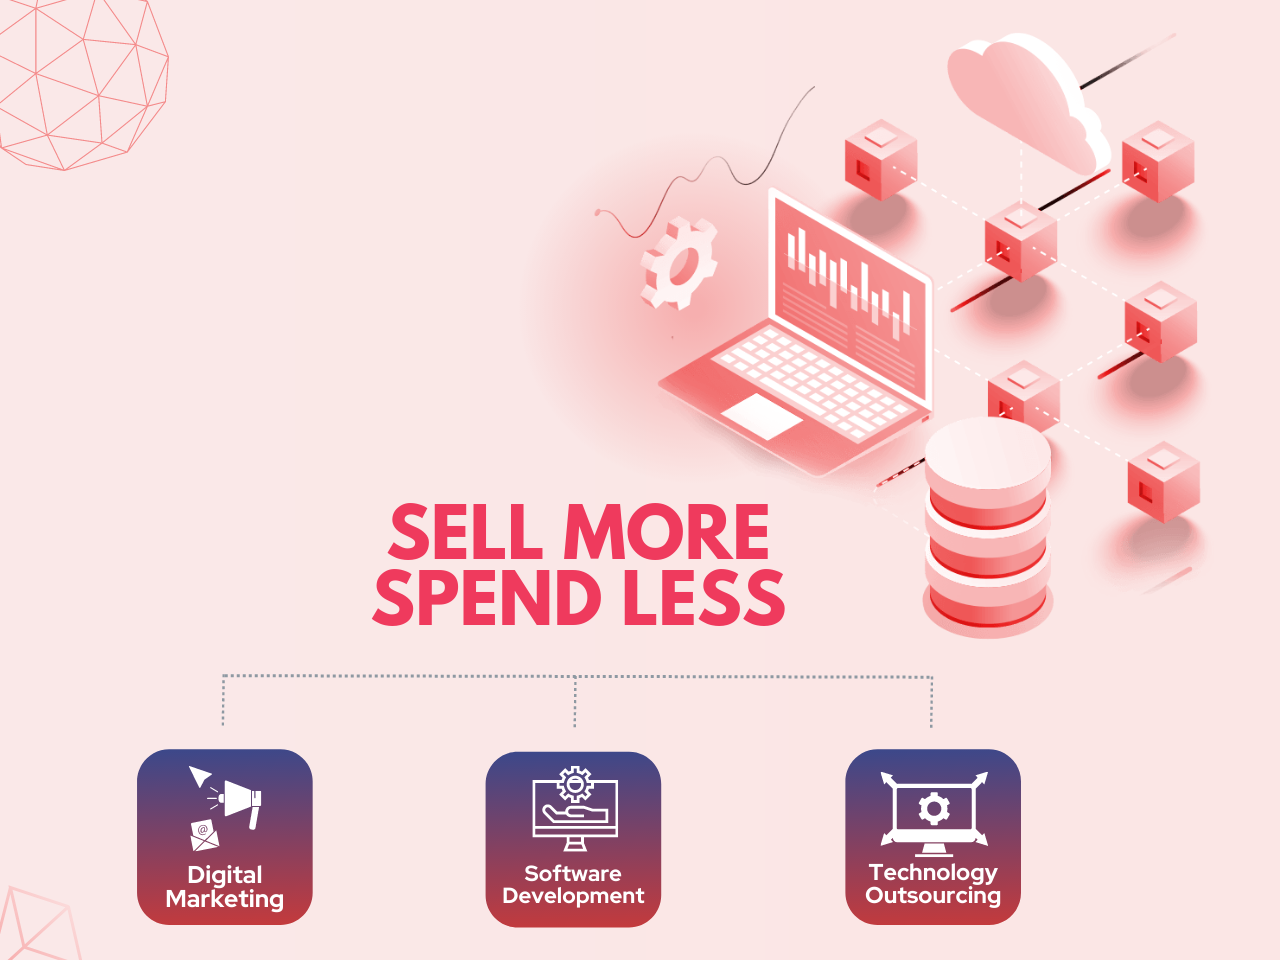 SELL MORE
SPEND LESS
@
Digital
Marketing
Software
Development
Technology
Outsourcing